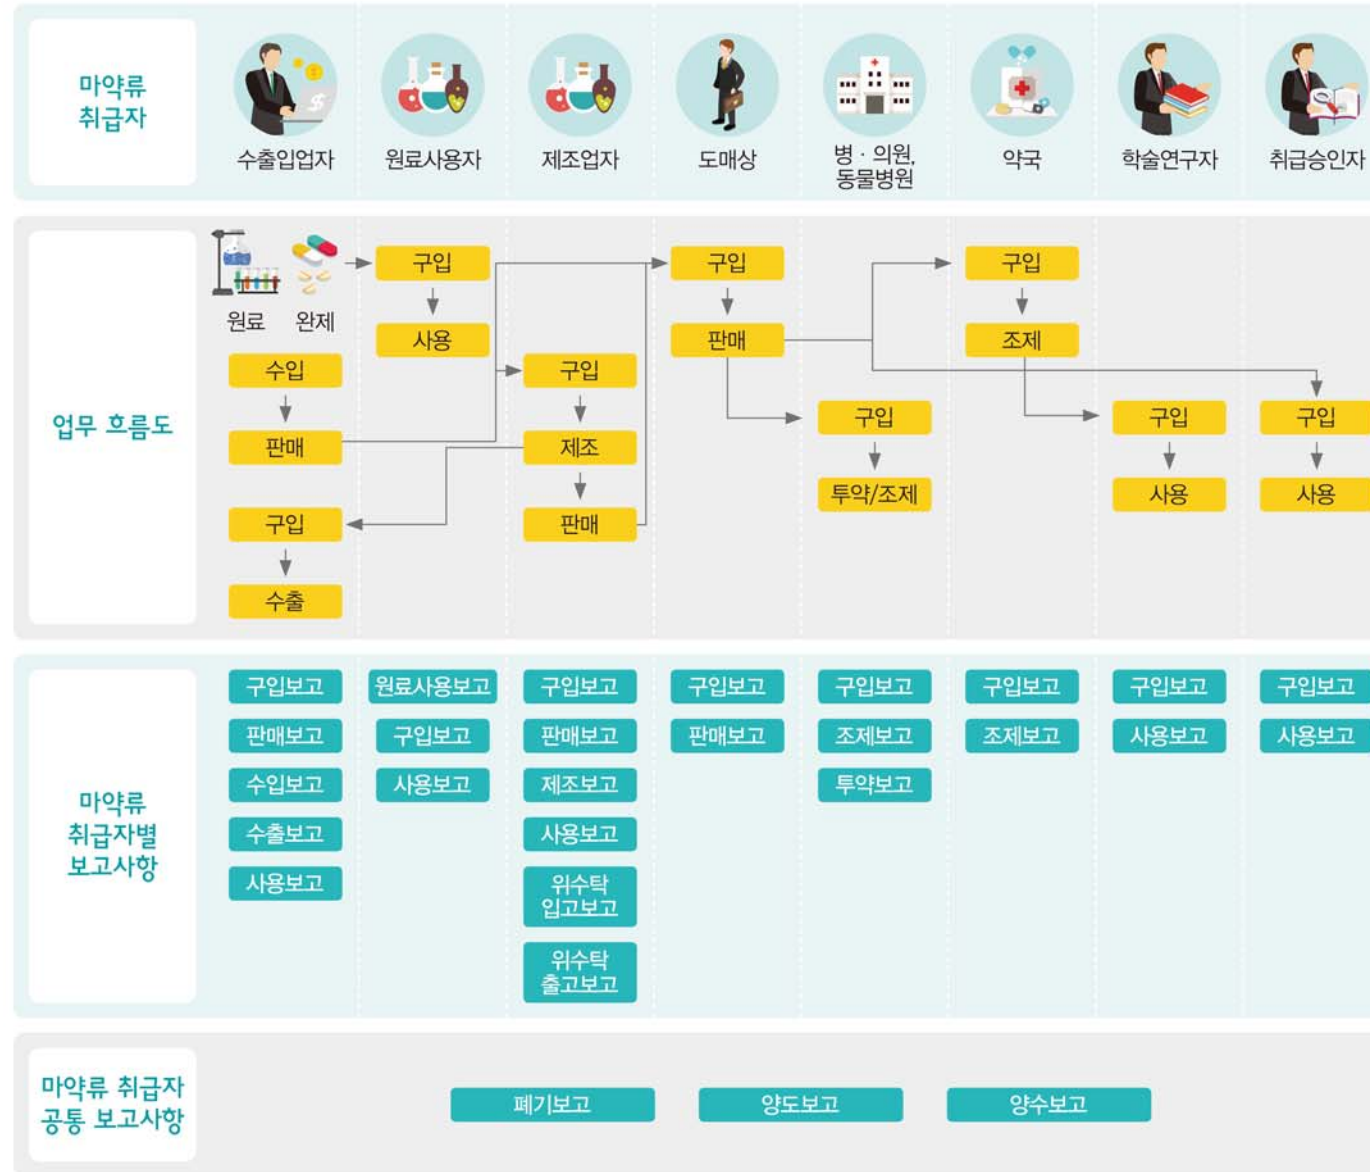 마약류
취급자
수출입업자
원료사용자
제조업자
도매상
병 · 의원,
동물병원
약국
학술연구자
취급승인자
업무 흐름도
원료
완제
수입
판매
구입
수출
구입
사용
구입
제조
판매
구입
판매
구입
투약/조제
구입
조제
구입
사용
구입
사용
마약류
취급자별
보고사항
구입보고
판매보고
수입보고
수출보고
사용보고
원료사용보고
구입보고
사용보고
구입보고
판매보고
제조보고
사용보고
위수탁
입고보고
위수탁
출고보고
구입보고
판매보고
구입보고
조제보고
투약보고
구입보고
조제보고
구입보고
사용보고
구입보고
사용보고
마약류 취급자
공통 보고사항
폐기보고
양도보고
양수보고